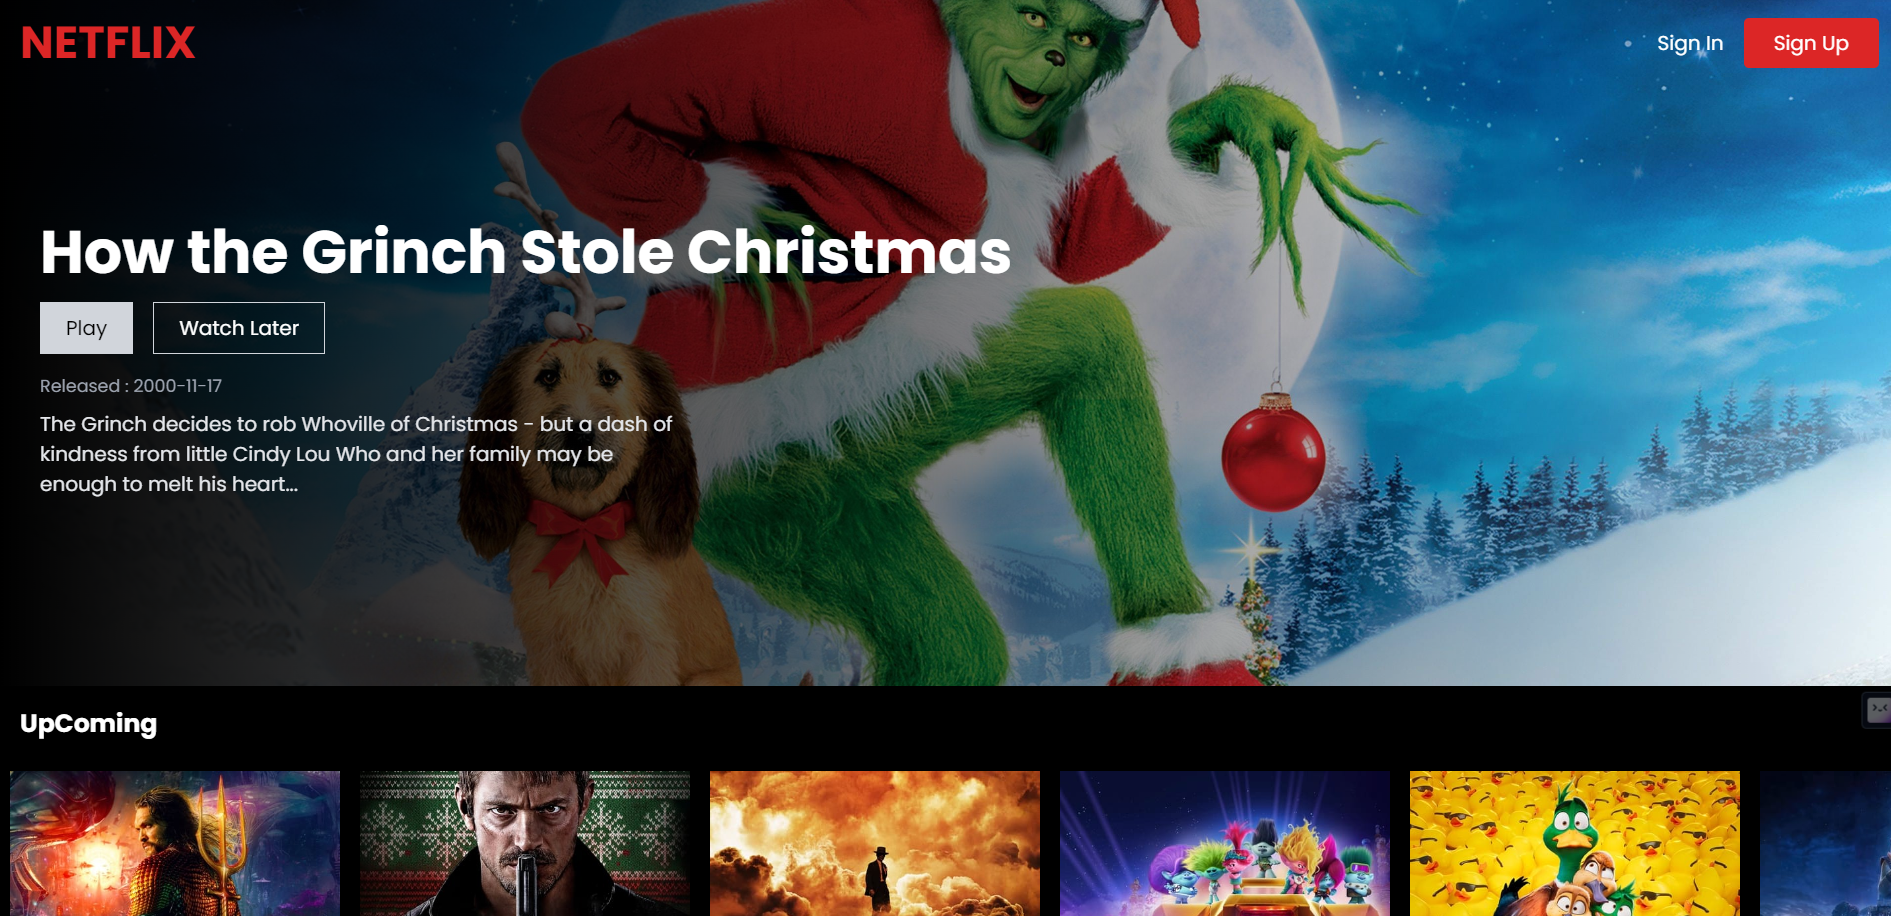 NETFLIX
Sign In
Sign Up
How the Grinch Stole Christmas
Play
Watch Later
Released : 2000-11-17
The Grinch decides to rob Whoville of Christmas - but a dash of
kindness from little Cindy Lou Who and her family may be
enough to melt his heart...
UpComing